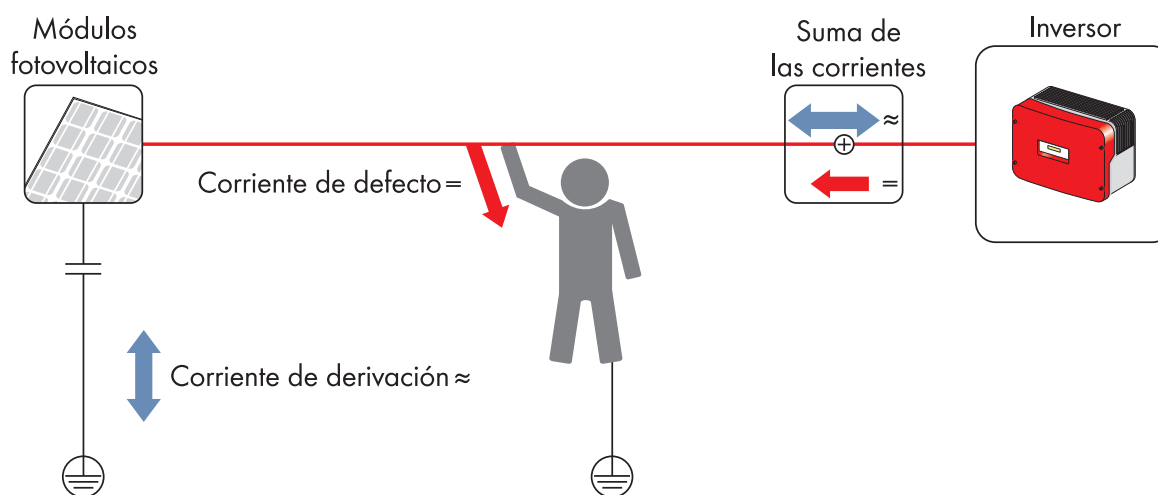 Módulos
fotovoltaicos
Suma de
las corrientes
Inversor
≈
=
Corriente de defecto =
Corriente de derivación ≈